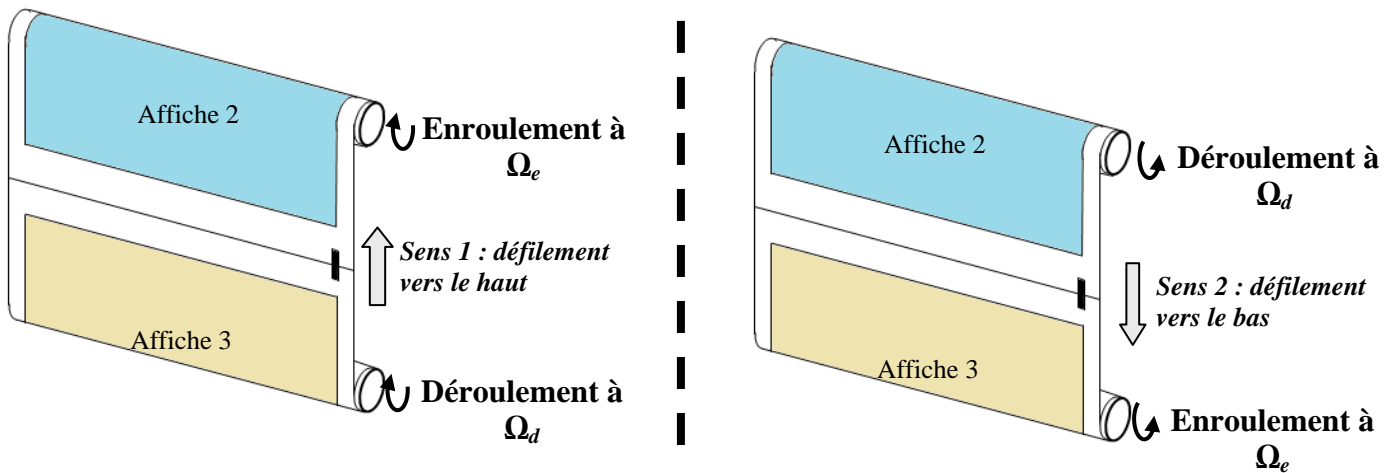 Affiche 2
Enroulement à
Ωe
Sens 1 : défilement
vers le haut
Affiche 3
Déroulement à
Ωd
Affiche 2
Déroulement à
Ωd
Sens 2 : défilement
vers le bas
Affiche 3
Enroulement à
Ωe